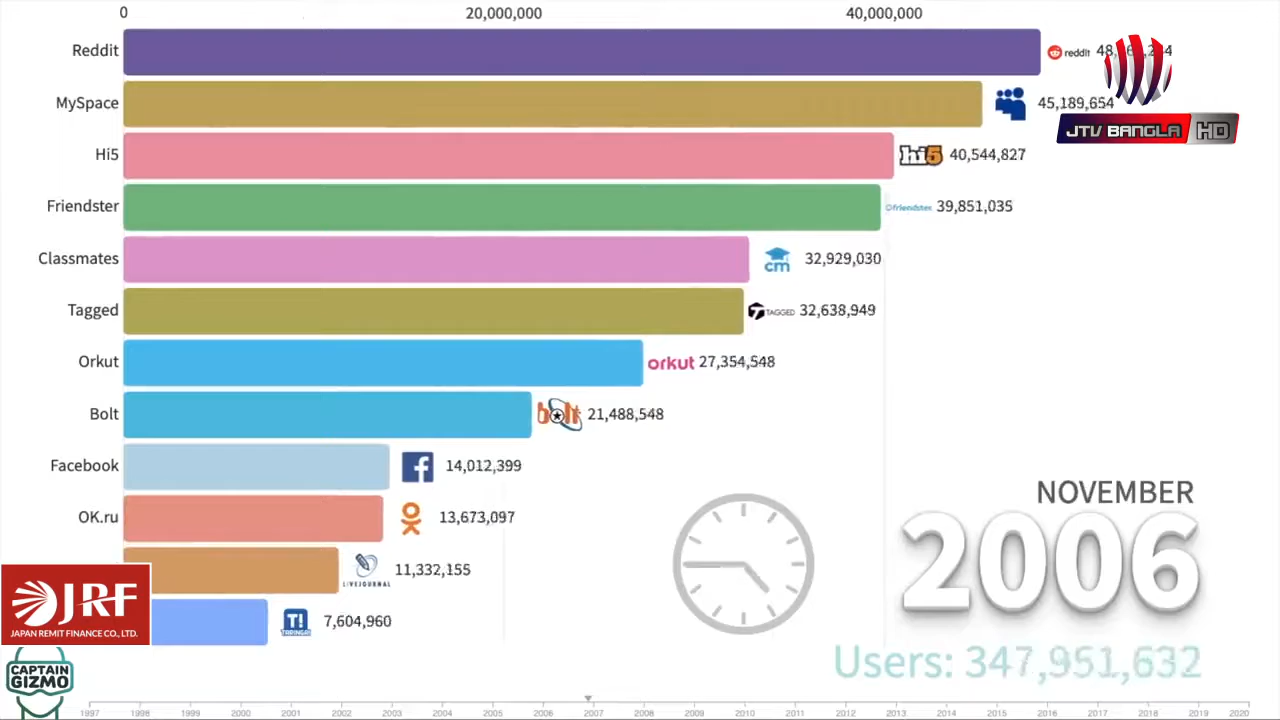 0 20,000,000 40,000,000
Reddit reddit
MySpace 45,189,654
JTV BANGLA HD
Hi5 hi5 40,544,827
Friendster friendster 39,851,035
Classmates cm 32,929,030
Tagged TAGGED 32,638,949
Orkut orkut 27,354,548
Bolt bolt 21,488,548
Facebook f 14,012,399
OK.ru 13,673,097
LIVEJOURNAL 11,332,155
T! TARINGA! 7,604,960
NOVEMBER
2006
Users: 347,951,632
JRF
JAPAN REMIT FINANCE CO., LTD.
CAPTAIN
GIZMO
1997 1998 1999 2000 2001 2002 2003 2004 2005 2006 2007 2008 2009 2010 2011 2012 2013 2014 2015 2016 2017 2018 2019 2020